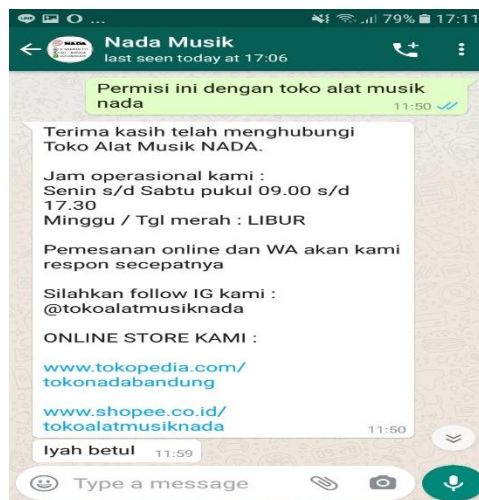 79% 17:11
Nada Musik
last seen today at 17:06
Permisi ini dengan toko alat musik
nada
11:50
Terima kasih telah menghubungi
Toko Alat Musik NADA.
Jam operasional kami :
Senin s/d Sabtu pukul 09.00 s/d
17.30
Minggu / Tgl merah : LIBUR
Pemesanan online dan WA akan kami
respon secepatnya
Silahkan follow IG kami :
@tokoalatmusiknada
ONLINE STORE KAMI :
www.tokopedia.com/
tokonadabandung
www.shopee.co.id/
tokoalatmusiknada
11:50
Iyah betul 11:59
Type a message